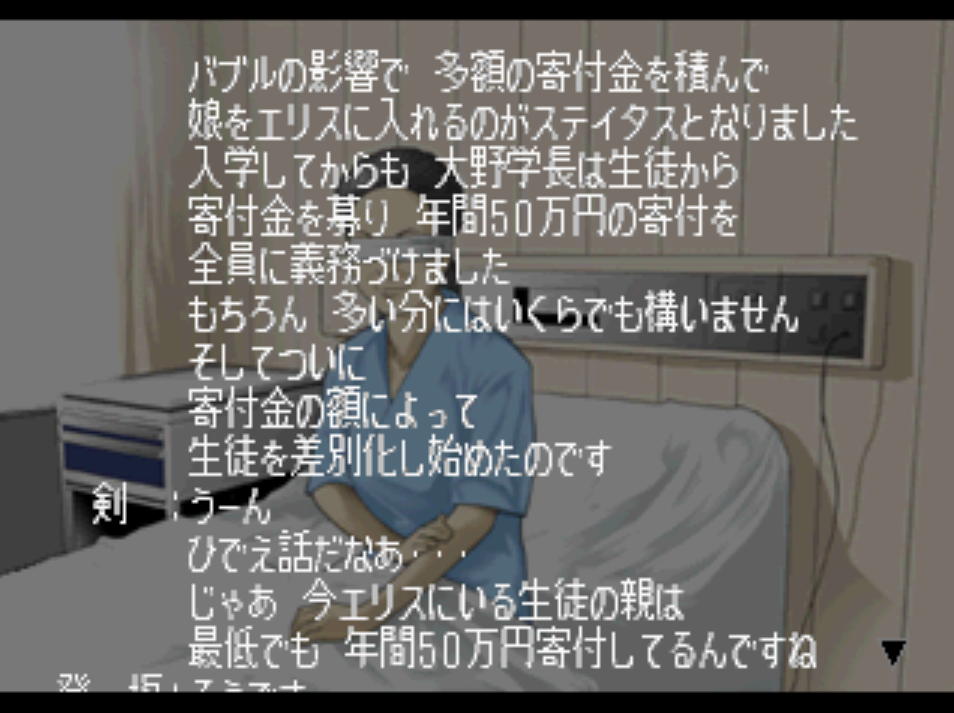 バブルの影響で 多額の寄付金を積んで
娘をエリスに入れるのがステイタスとなりました
入学してからも 大野学長は生徒から
寄付金を募り 年間50万円の寄付を
全員に義務づけました
もちろん 多い分にはいくらでも構いません
そしてついに
寄付金の額によって
生徒を差別化し始めたのです
剣 :うーん
ひでえ話だなあ・・・
じゃあ 今エリスにいる生徒の親は
最低でも 年間50万円寄付してるんですね